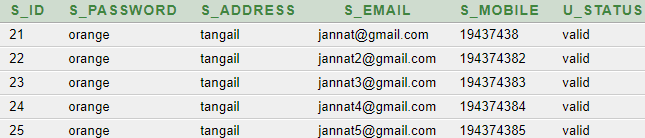 S_ID S_PASSWORD S_ADDRESS S_EMAIL S_MOBILE U_STATUS
21 orange tangail jannat@gmail.com 19437438 valid
22 orange tangail jannat2@gmail.com 194374382 valid
23 orange tangail jannat3@gmail.com 194374383 valid
24 orange tangail jannat4@gmail.com 194374384 valid
25 orange tangail jannat5@gmail.com 194374385 valid